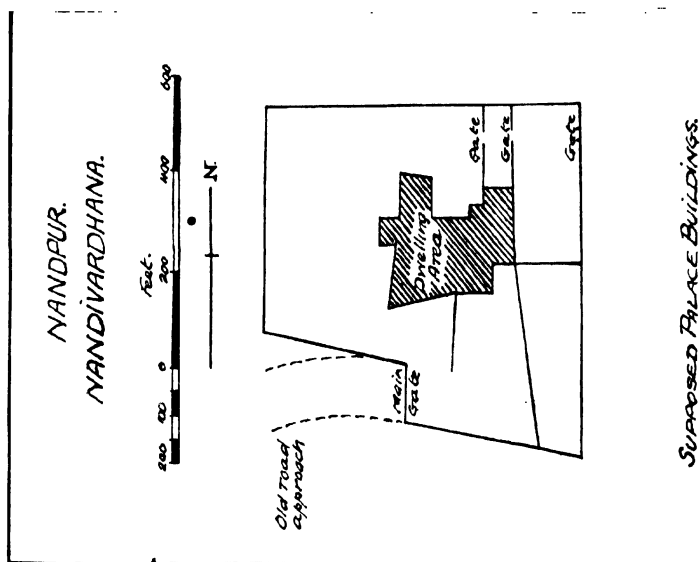 NANDPUR.
NANDIVARDHANA.
200 100 0 200 400 600
Feet.
N.
Old road
approach
Main
Gate
Dwelling
Area
Gate
Gate
Gate
SUPPOSED PALACE BUILDINGS.